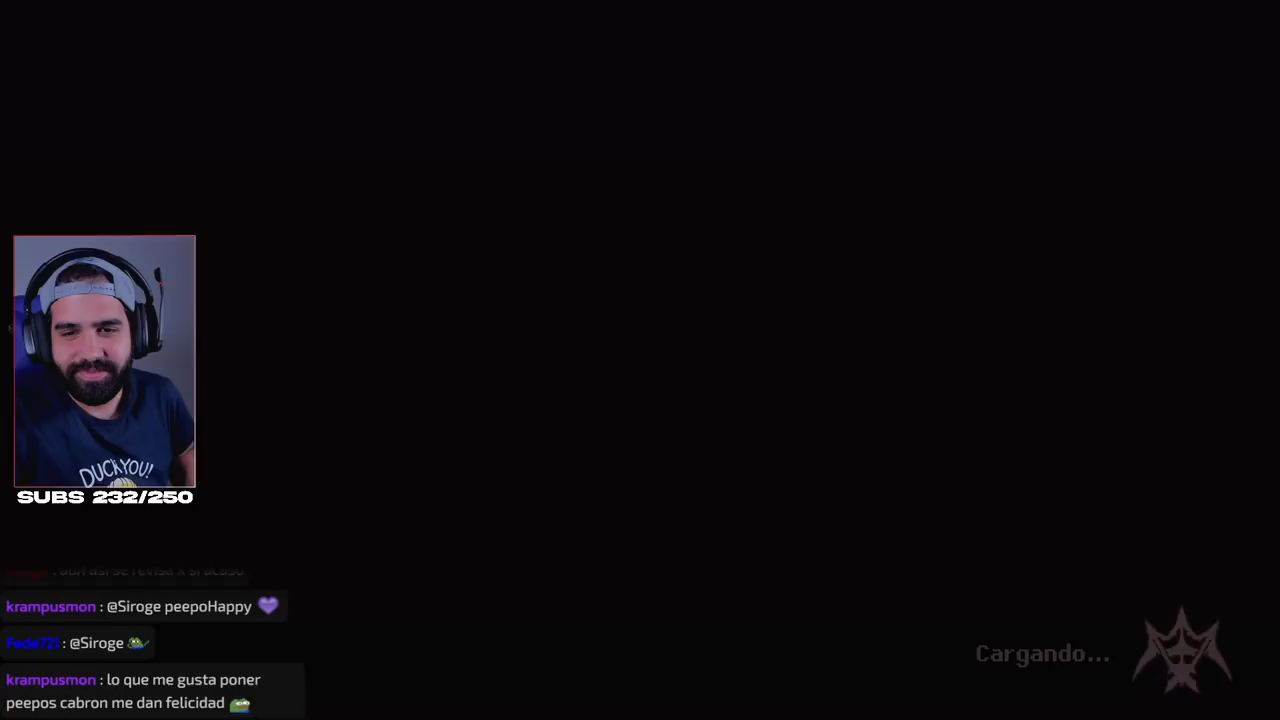 DUCK YOU!
SUBS 232/250
krampusmon : @Siroge peepoHappy
Fede721 : @Siroge
krampusmon : lo que me gusta poner
peepos cabron me dan felicidad
Cargando...